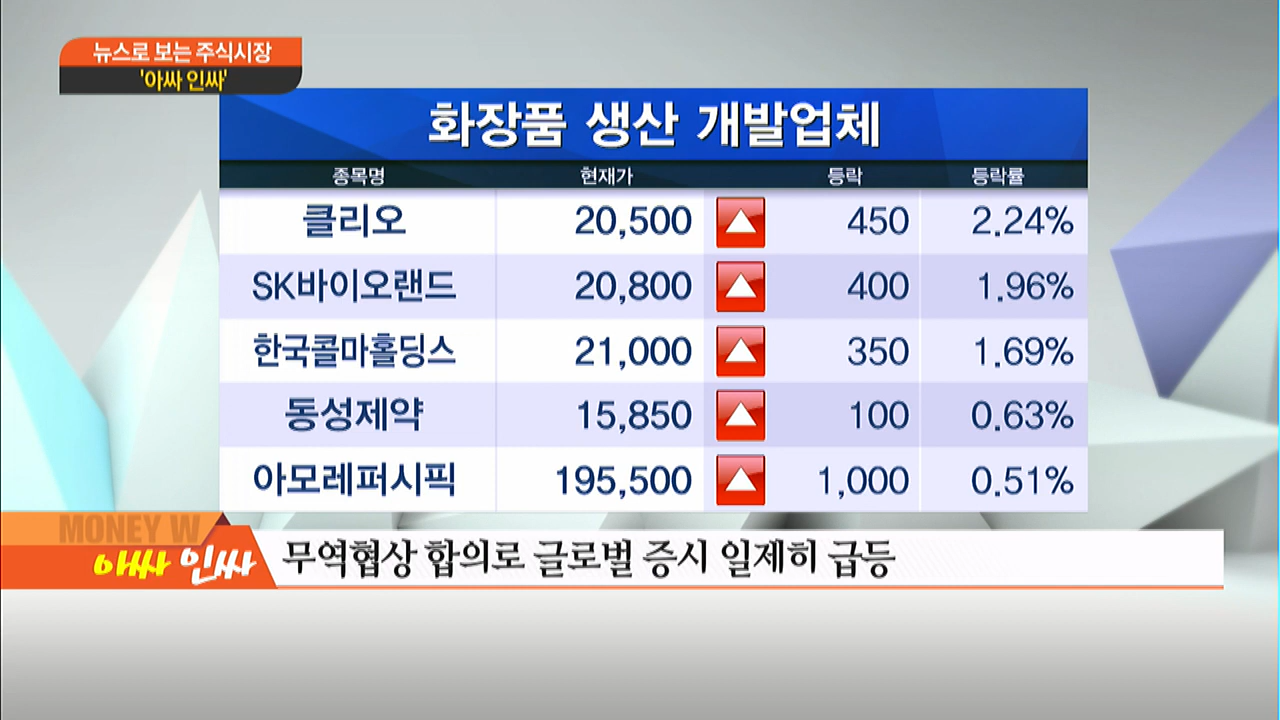 뉴스로 보는 주식시장
'아싸 인싸'
화장품 생산 개발업체
종목명 현재가 등락 등락률
클리오 20,500 ▲ 450 2.24%
SK바이오랜드 20,800 ▲ 400 1.96%
한국콜마홀딩스 21,000 ▲ 350 1.69%
동성제약 15,850 ▲ 100 0.63%
아모레퍼시픽 195,500 ▲ 1,000 0.51%
MONEY W
아싸 인싸
무역협상 합의로 글로벌 증시 일제히 급등